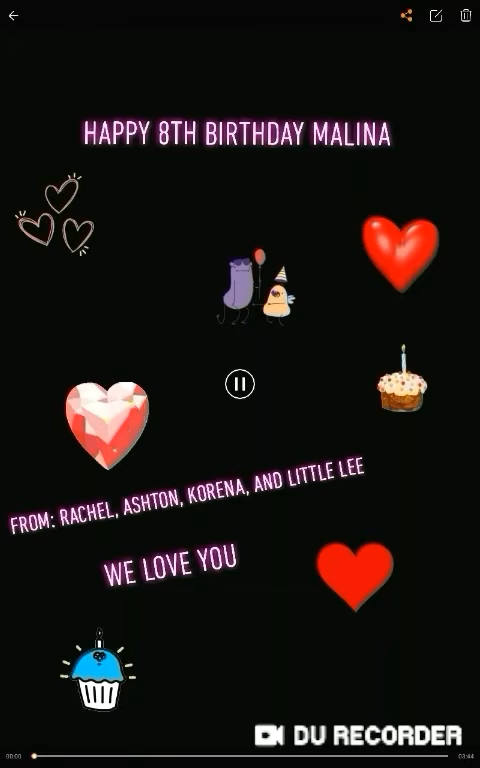 HAPPY 8TH BIRTHDAY MALINA
FROM: RACHEL, ASHTON, KORENA, AND LITTLE LEE
WE LOVE YOU
DU RECORDER
00:00
03:44